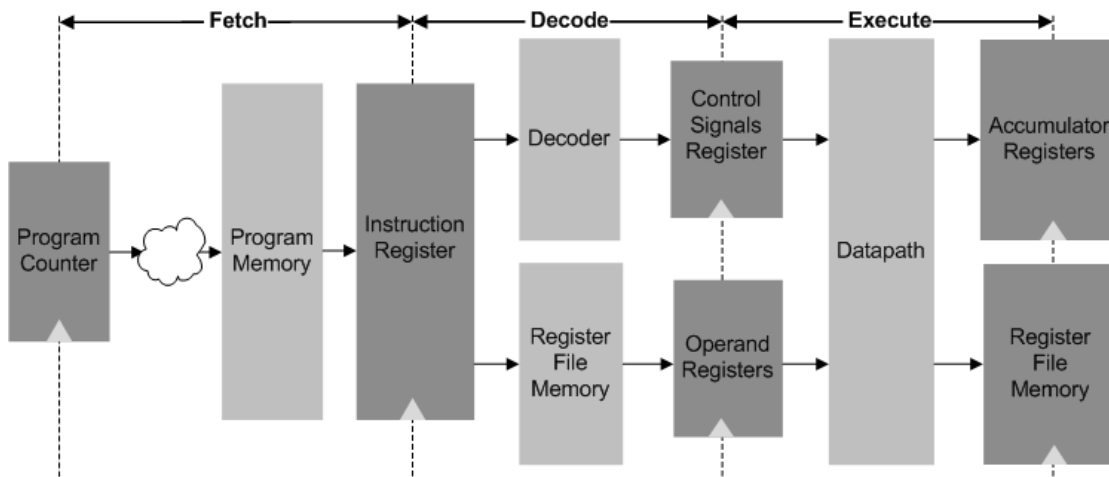 Fetch
Decode
Execute
Program
Counter
Program
Memory
Instruction
Register
Decoder
Register
File
Memory
Control
Signals
Register
Operand
Registers
Datapath
Accumulator
Registers
Register
File
Memory